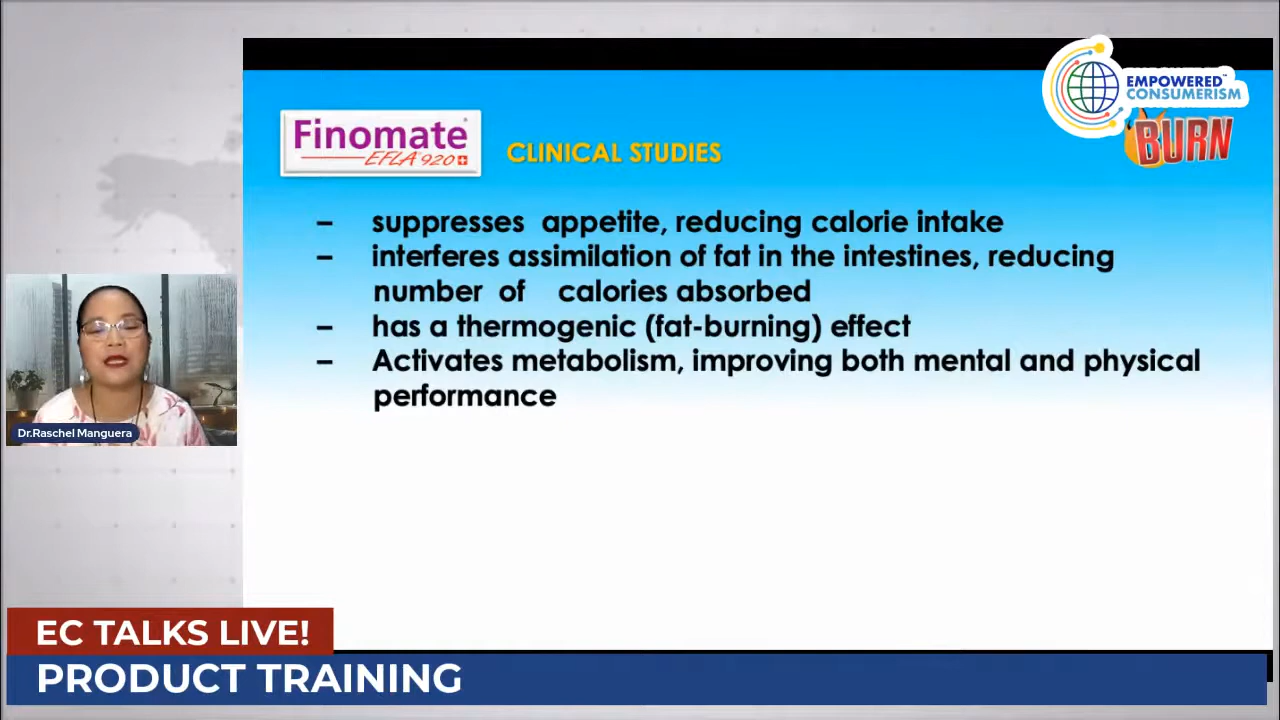 EMPOWERED™
CONSUMERISM
BURN
Finomate®
EFLA®920
CLINICAL STUDIES
– suppresses appetite, reducing calorie intake
– interferes assimilation of fat in the intestines, reducing
number of calories absorbed
– has a thermogenic (fat-burning) effect
– Activates metabolism, improving both mental and physical
performance
Dr.Raschel Manguera
EC TALKS LIVE!
PRODUCT TRAINING